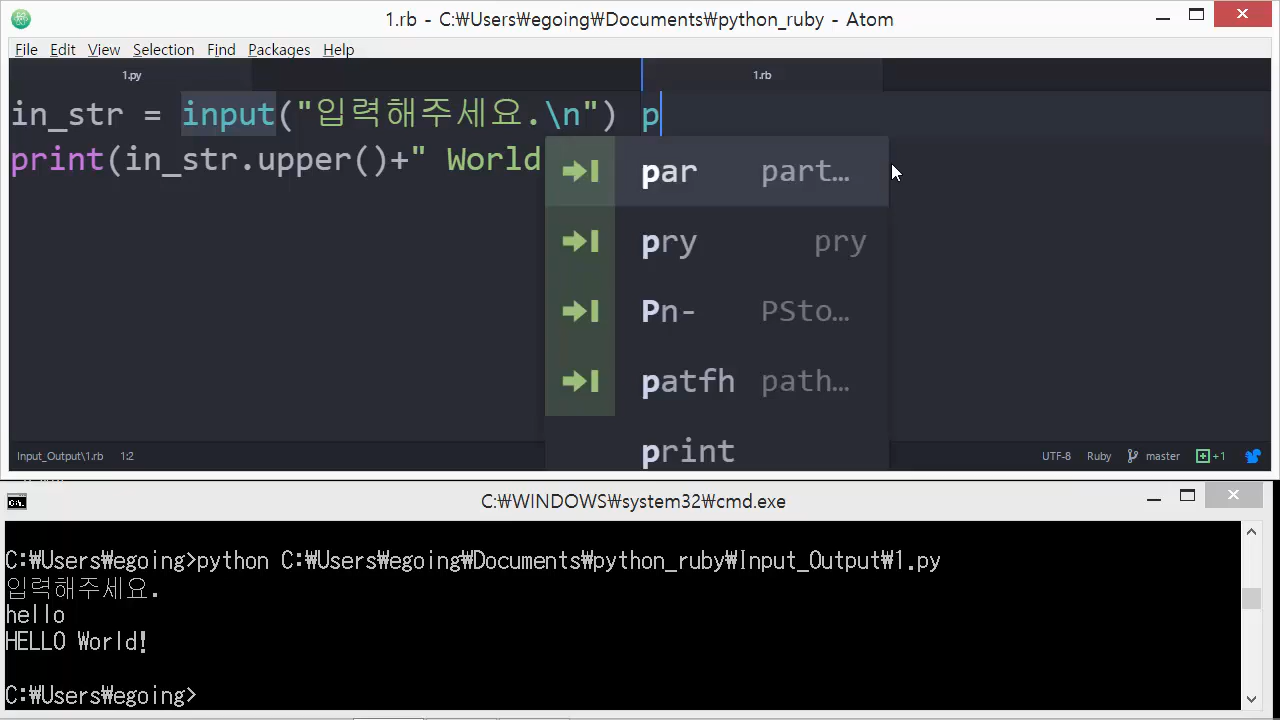 1.rb - C:₩Users₩egoing₩Documents₩python_ruby - Atom
File Edit View Selection Find Packages Help
1.py
1.rb
in_str = input("입력해주세요.\n")
print(in_str.upper()+" World
p
par part...
pry pry
Pn- PSto...
patfh path...
print
Input_Output\1.rb 1:2
UTF-8 Ruby master +1
C:₩WINDOWS₩system32₩cmd.exe
C:₩Users₩egoing>python C:₩Users₩egoing₩Documents₩python_ruby₩Input_Output₩1.py
입력해주세요.
hello
HELLO World!
C:₩Users₩egoing>